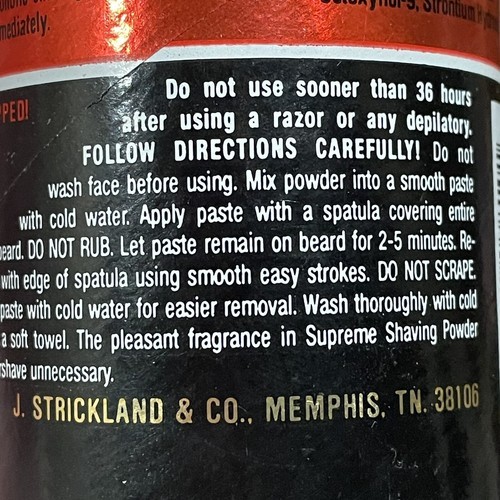 mediately.
PPED!
Do not use sooner than 36 hours
after using a razor or any depilatory.
FOLLOW DIRECTIONS CAREFULLY! Do not
wash face before using. Mix powder into a smooth paste
with cold water. Apply paste with a spatula covering entire
beard. DO NOT RUB. Let paste remain on beard for 2-5 minutes. Re-
with edge of spatula using smooth easy strokes. DO NOT SCRAPE.
paste with cold water for easier removal. Wash thoroughly with cold
a soft towel. The pleasant fragrance in Supreme Shaving Powder
rshave unnecessary.
J. STRICKLAND & CO., MEMPHIS, TN. 38106